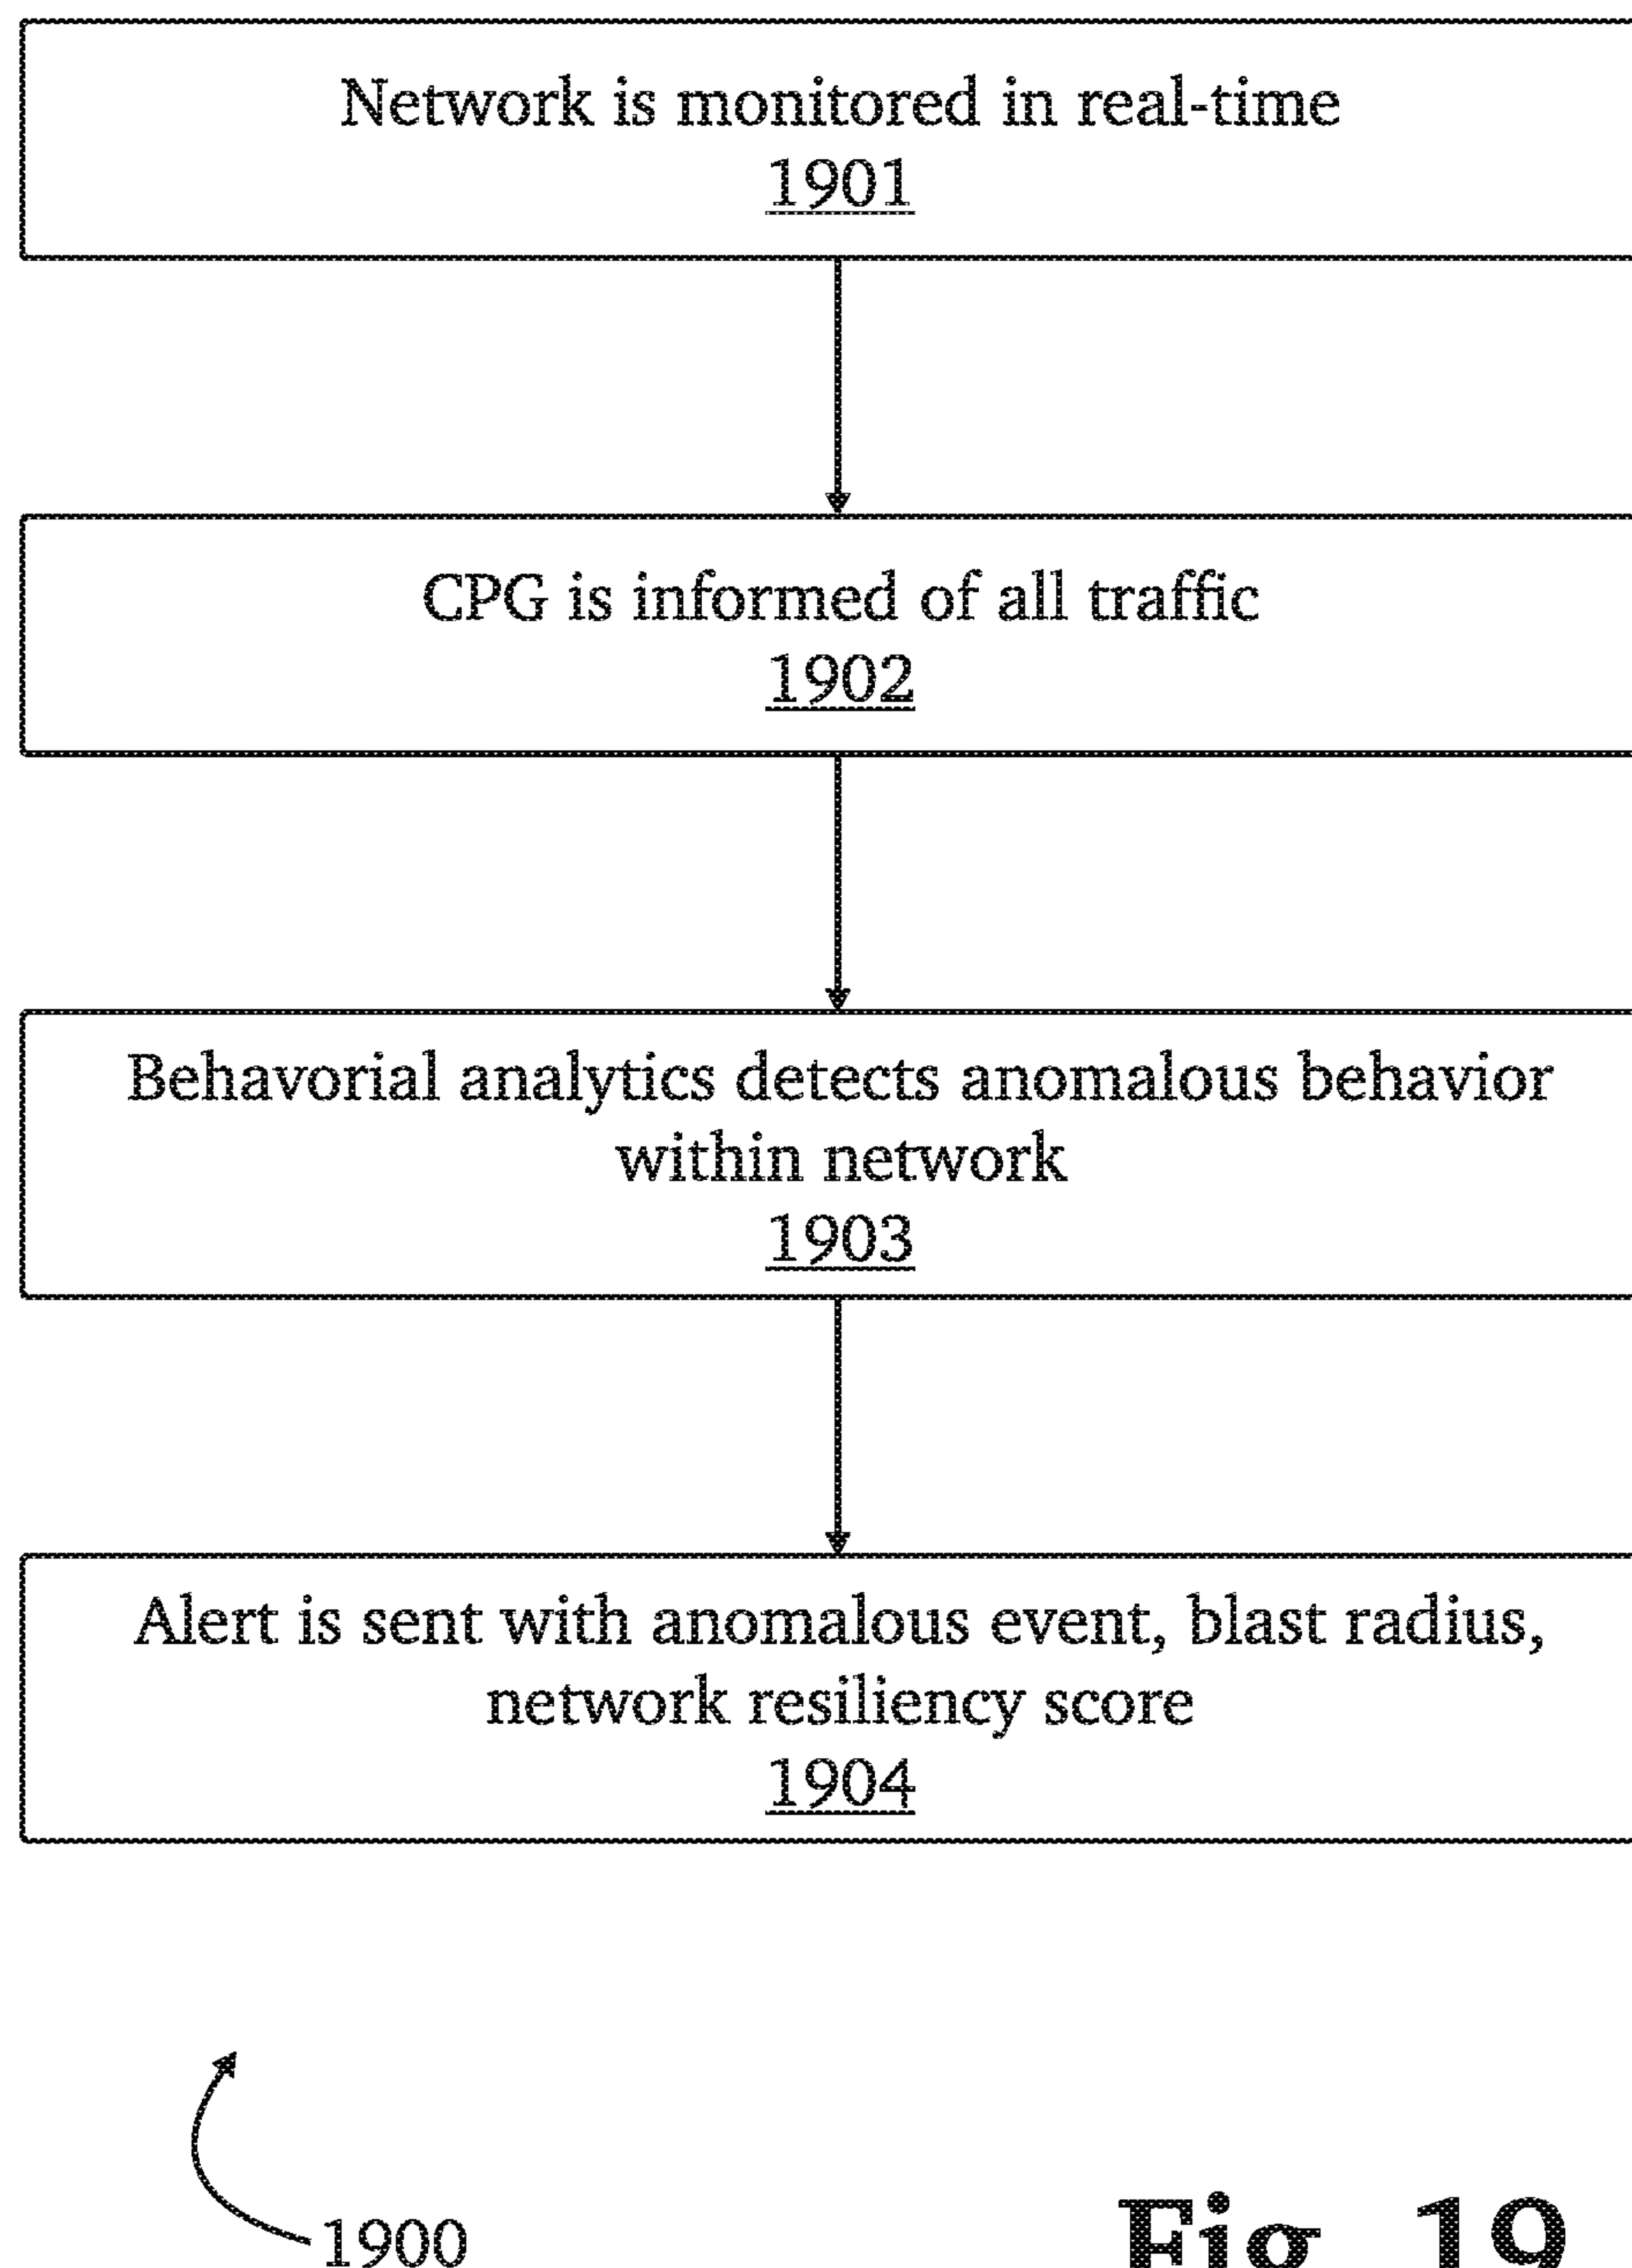 Network is monitored in real-time
1901
CPG is informed of all traffic
1902
Behavorial analytics detects anomalous behavior
within network
1903
Alert is sent with anomalous event, blast radius,
network resiliency score
1904
1900
Fig. 19